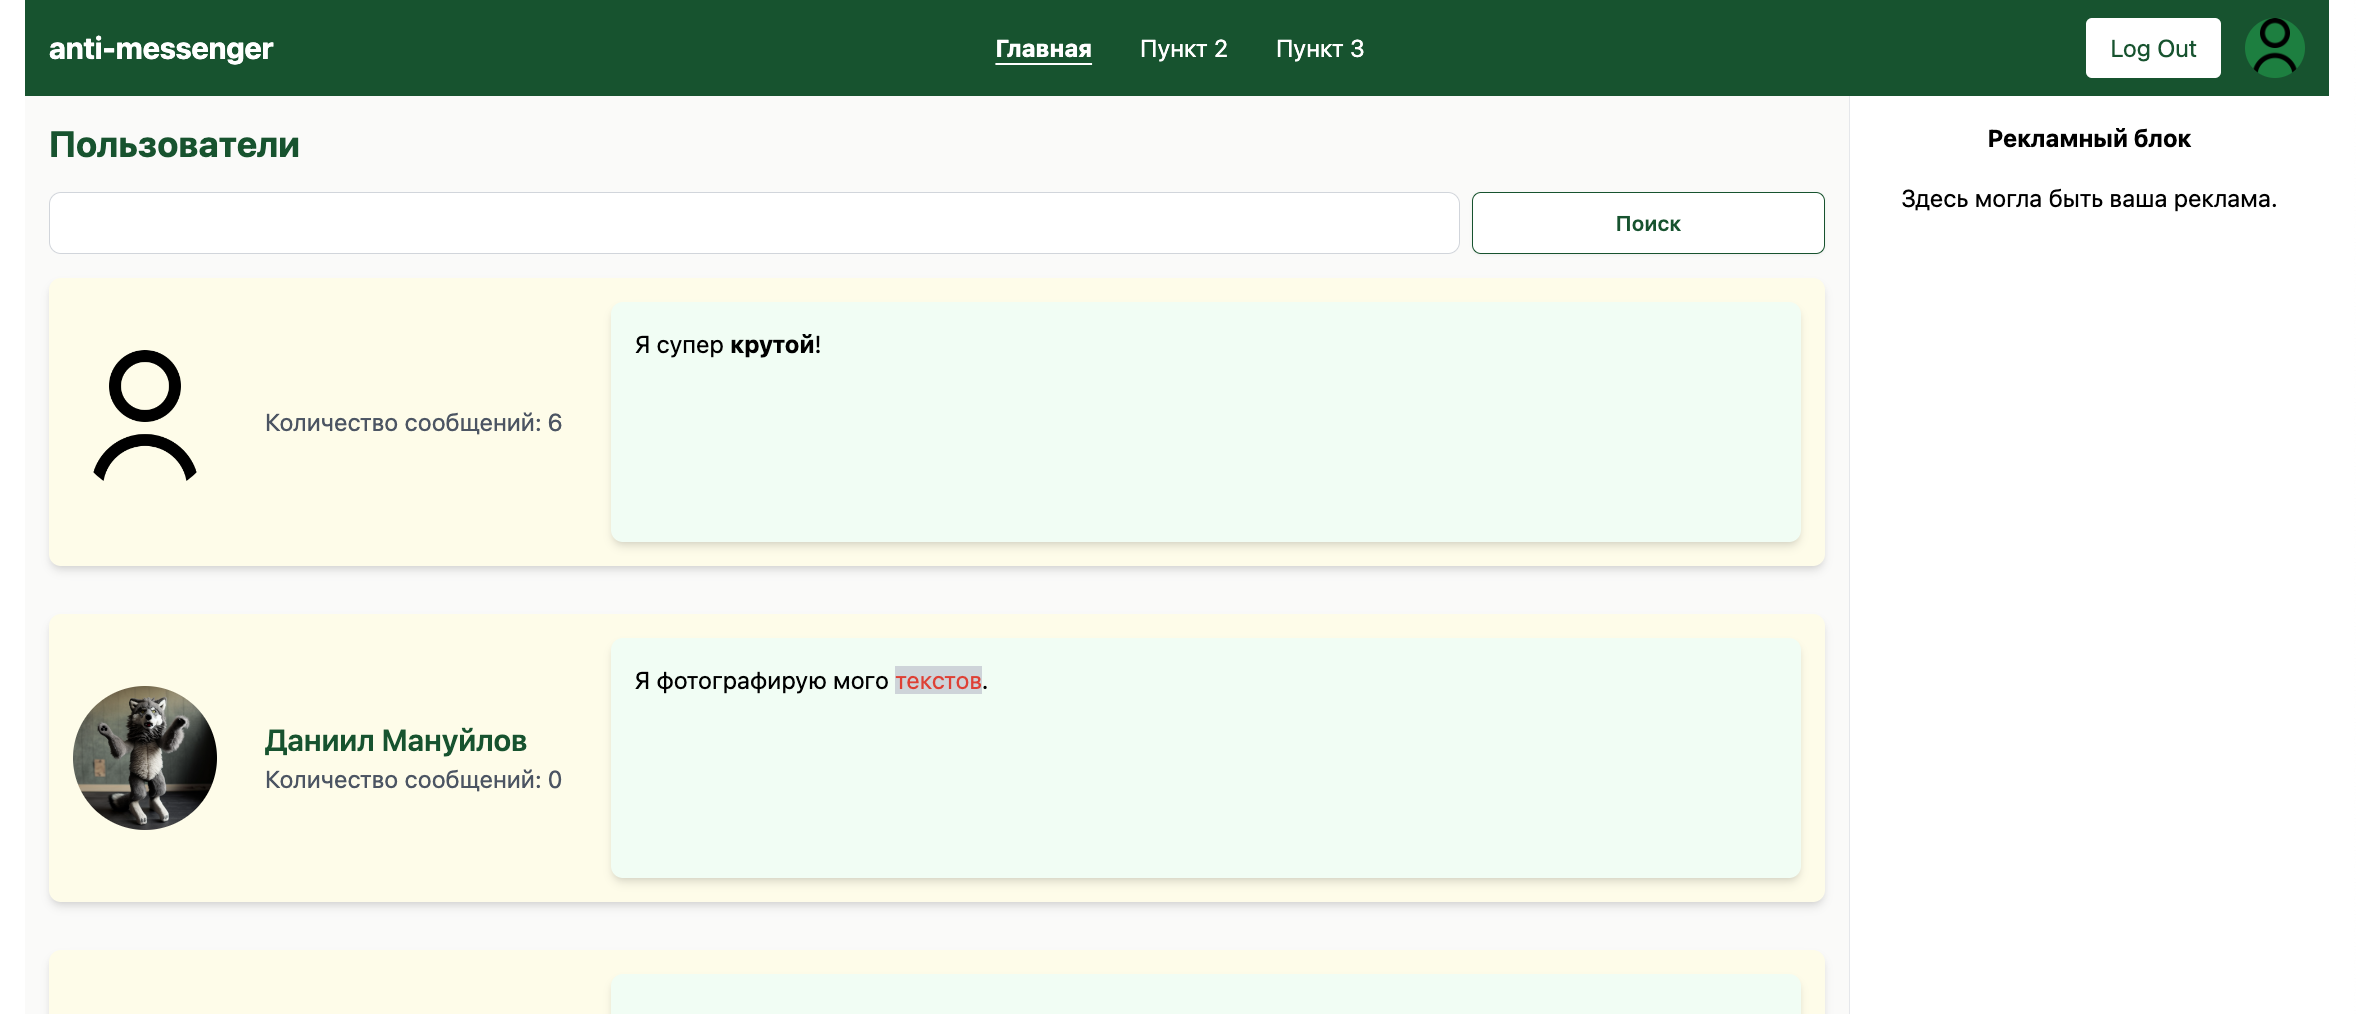 anti-messenger
Главная
Пункт 2
Пункт 3
Log Out
Пользователи
Поиск
Рекламный блок
Здесь могла быть ваша реклама.
Количество сообщений: 6
Я супер крутой!
Даниил Мануйлов
Количество сообщений: 0
Я фотографирую мого текстов.